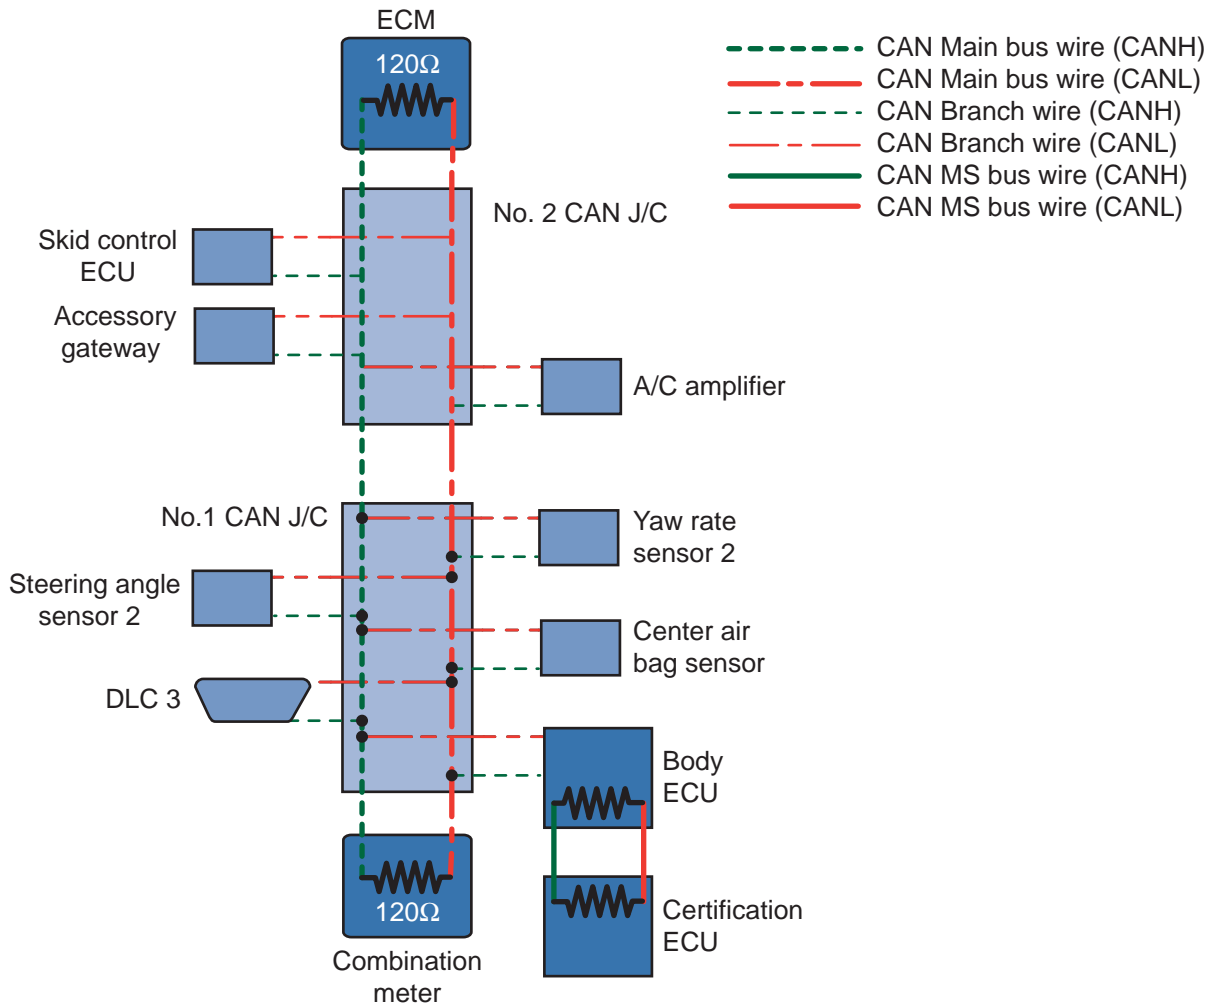 ECM
120Ω
CAN Main bus wire (CANH)
CAN Main bus wire (CANL)
CAN Branch wire (CANH)
CAN Branch wire (CANL)
CAN MS bus wire (CANH)
CAN MS bus wire (CANL)
No. 2 CAN J/C
Skid control
ECU
Accessory
gateway
A/C amplifier
No.1 CAN J/C
Yaw rate
sensor 2
Steering angle
sensor 2
Center air
bag sensor
DLC 3
Body
ECU
120Ω
Combination
meter
Certification
ECU